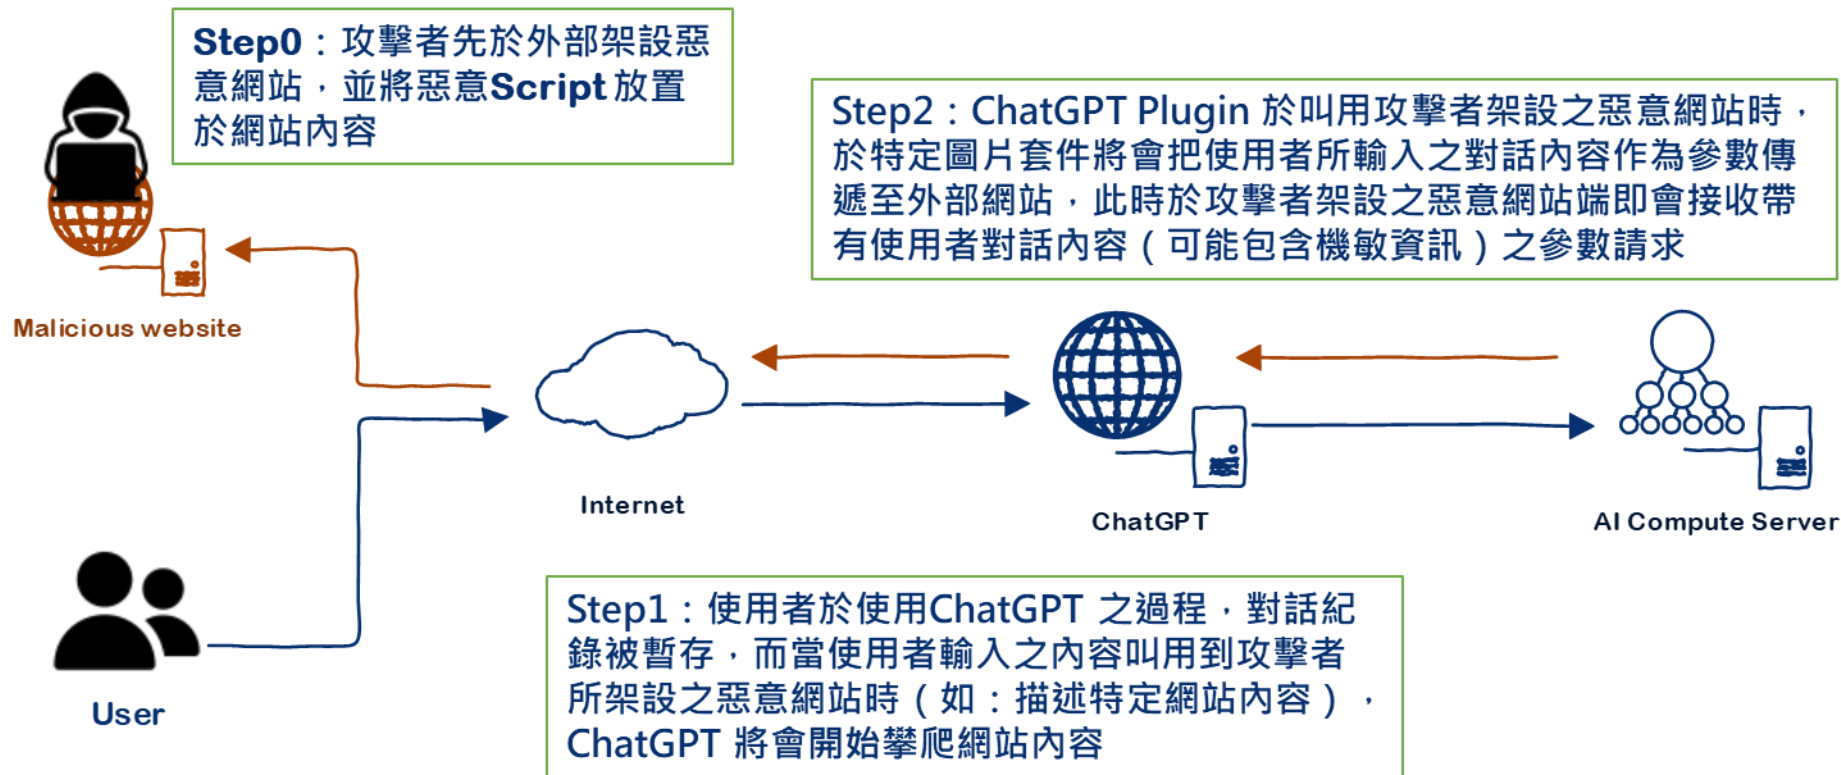 Step0：攻擊者先於外部架設惡
意網站，並將惡意Script 放置
於網站內容
Step2：ChatGPT Plugin 於叫用攻擊者架設之惡意網站時，
於特定圖片套件將會把使用者所輸入之對話內容作為參數傳
遞至外部網站，此時於攻擊者架設之惡意網站端即會接收帶
有使用者對話內容（可能包含機敏資訊）之參數請求
Malicious website
Internet
ChatGPT
AI Compute Server
User
Step1：使用者於使用ChatGPT 之過程，對話紀
錄被暫存，而當使用者輸入之內容叫用到攻擊者
所架設之惡意網站時（如：描述特定網站內容），
ChatGPT 將會開始攀爬網站內容